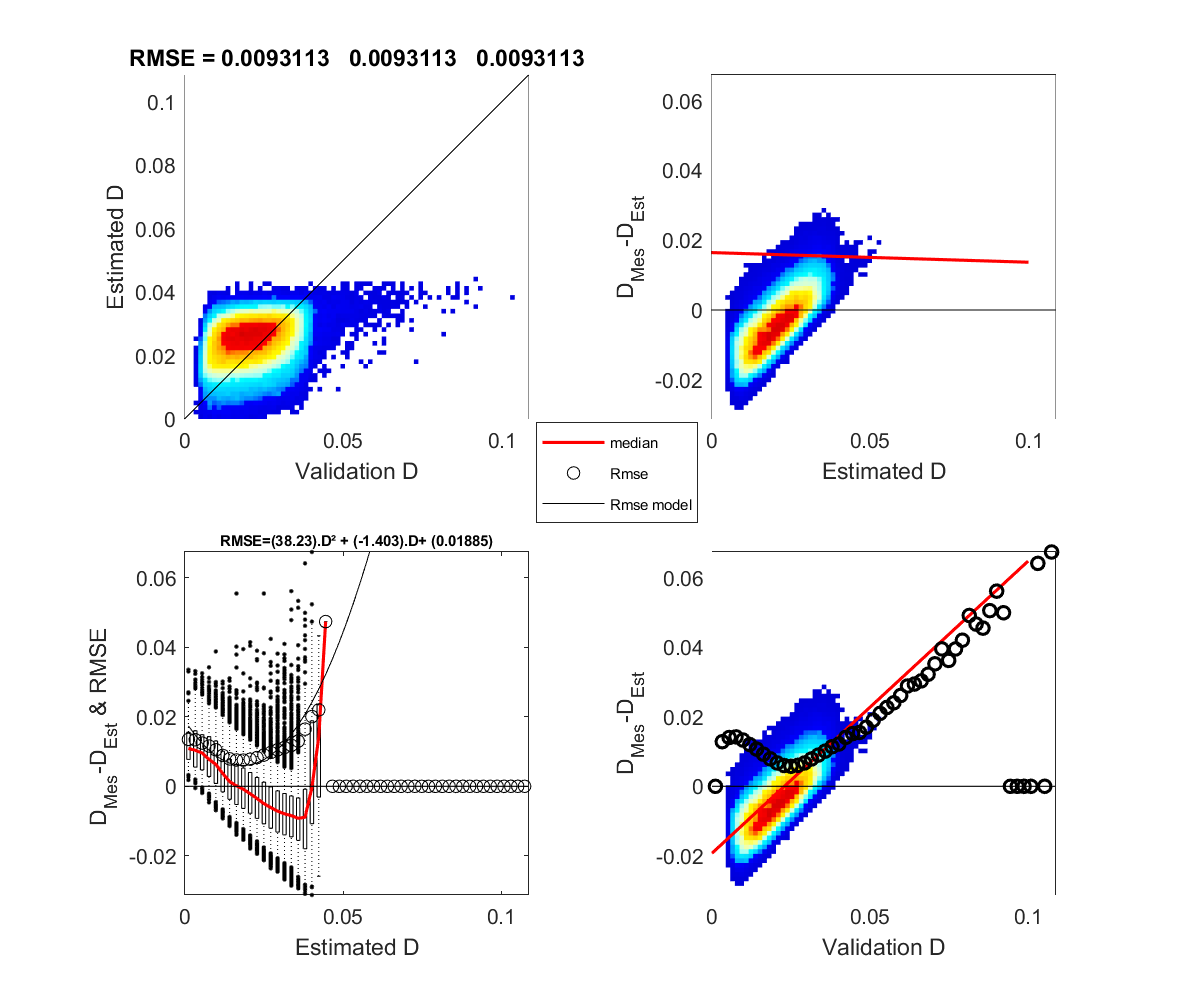 RMSE = 0.0093113 0.0093113 0.0093113
0.1
0.08
0.06
0.04
0.02
0
Estimated D
0 0.05 0.1
Validation D
0.06
0.04
0.02
0
-0.02
D_Mes-D_Est
0 0.05 0.1
Estimated D
median
Rmse
Rmse model
RMSE=(38.23).D² + (-1.403).D+ (0.01885)
0.06
0.04
0.02
0
-0.02
D_Mes-D_Est & RMSE
0 0.05 0.1
Estimated D
0.06
0.04
0.02
0
-0.02
D_Mes-D_Est
0 0.05 0.1
Validation D